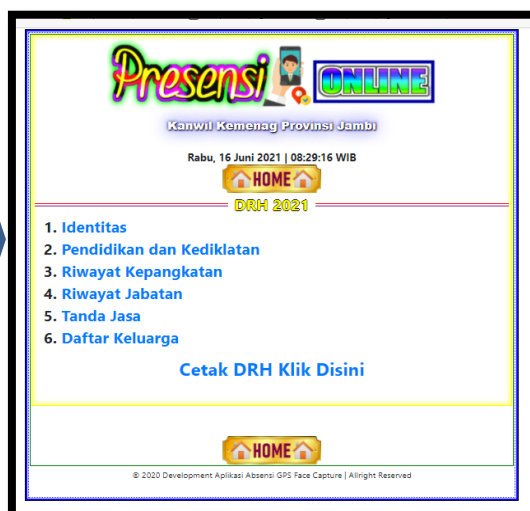 Presensi ONLINE
Kanwil Kemenag Provinsi Jambi
Rabu, 16 Juni 2021 | 08:29:16 WIB
HOME
DRH 2021
1. Identitas
2. Pendidikan dan Kediklatan
3. Riwayat Kepangkatan
4. Riwayat Jabatan
5. Tanda Jasa
6. Daftar Keluarga
Cetak DRH Klik Disini
HOME
© 2020 Development Aplikasi Absensi GPS Face Capture | Allright Reserved